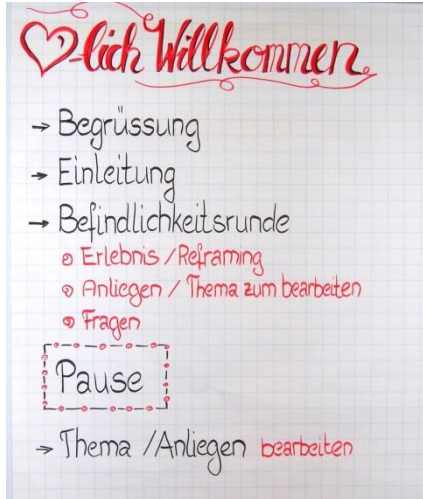 ♡-lich Willkommen
→ Begrüssung
→ Einleitung
→ Befindlichkeitsrunde
Erlebnis / Reframing
Anliegen / Thema zum bearbeiten
Fragen
Pause
→ Thema / Anliegen bearbeiten